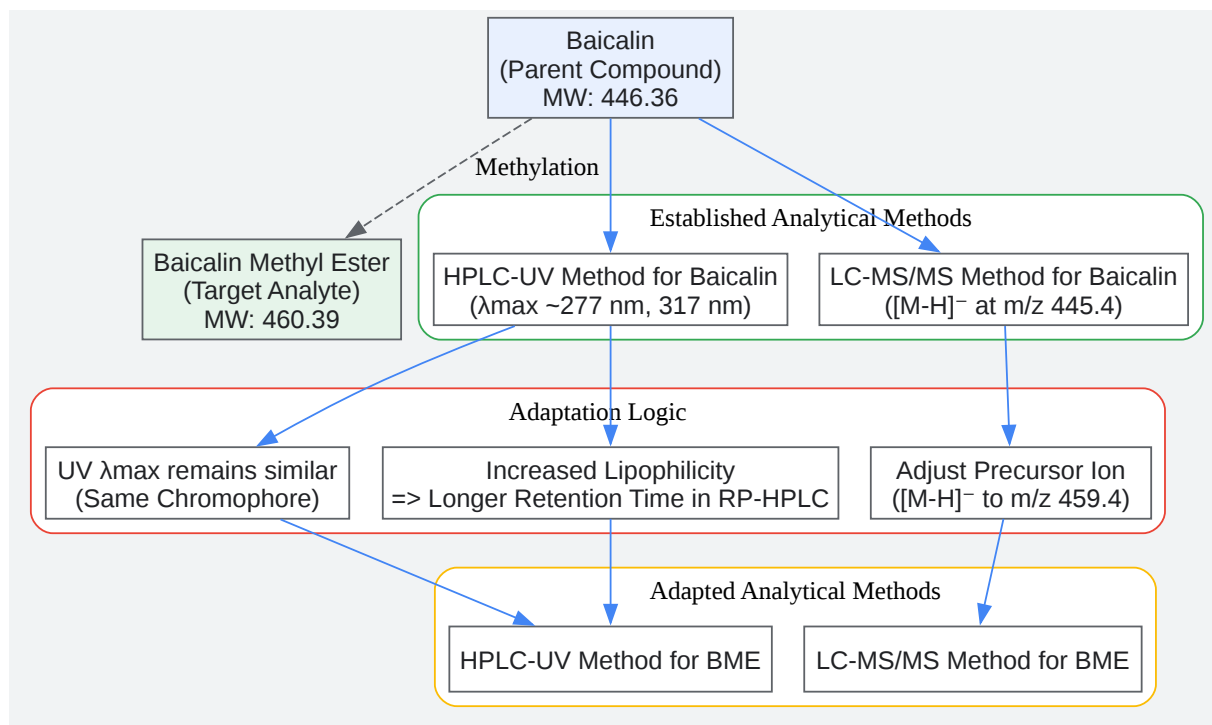 Baicalin
(Parent Compound)
MW: 446.36
Methylation
Established Analytical Methods
Baicalin Methyl Ester
(Target Analyte)
MW: 460.39
HPLC-UV Method for Baicalin
(λmax ~277 nm, 317 nm)
LC-MS/MS Method for Baicalin
([M-H]⁻ at m/z 445.4)
Adaptation Logic
UV λmax remains similar
(Same Chromophore)
Increased Lipophilicity
=> Longer Retention Time in RP-HPLC
Adjust Precursor Ion
([M-H]⁻ to m/z 459.4)
Adapted Analytical Methods
HPLC-UV Method for BME
LC-MS/MS Method for BME